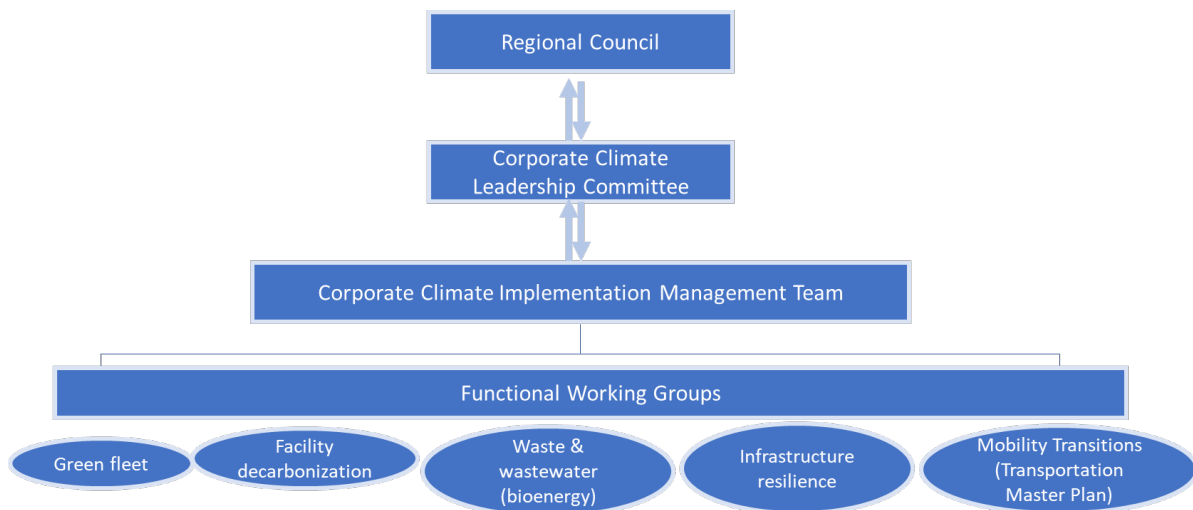 Regional Council
Corporate Climate
Leadership Committee
Corporate Climate Implementation Management Team
Functional Working Groups
Green fleet
Facility
decarbonization
Waste &
wastewater
(bioenergy)
Infrastructure
resilience
Mobility Transitions
(Transportation
Master Plan)